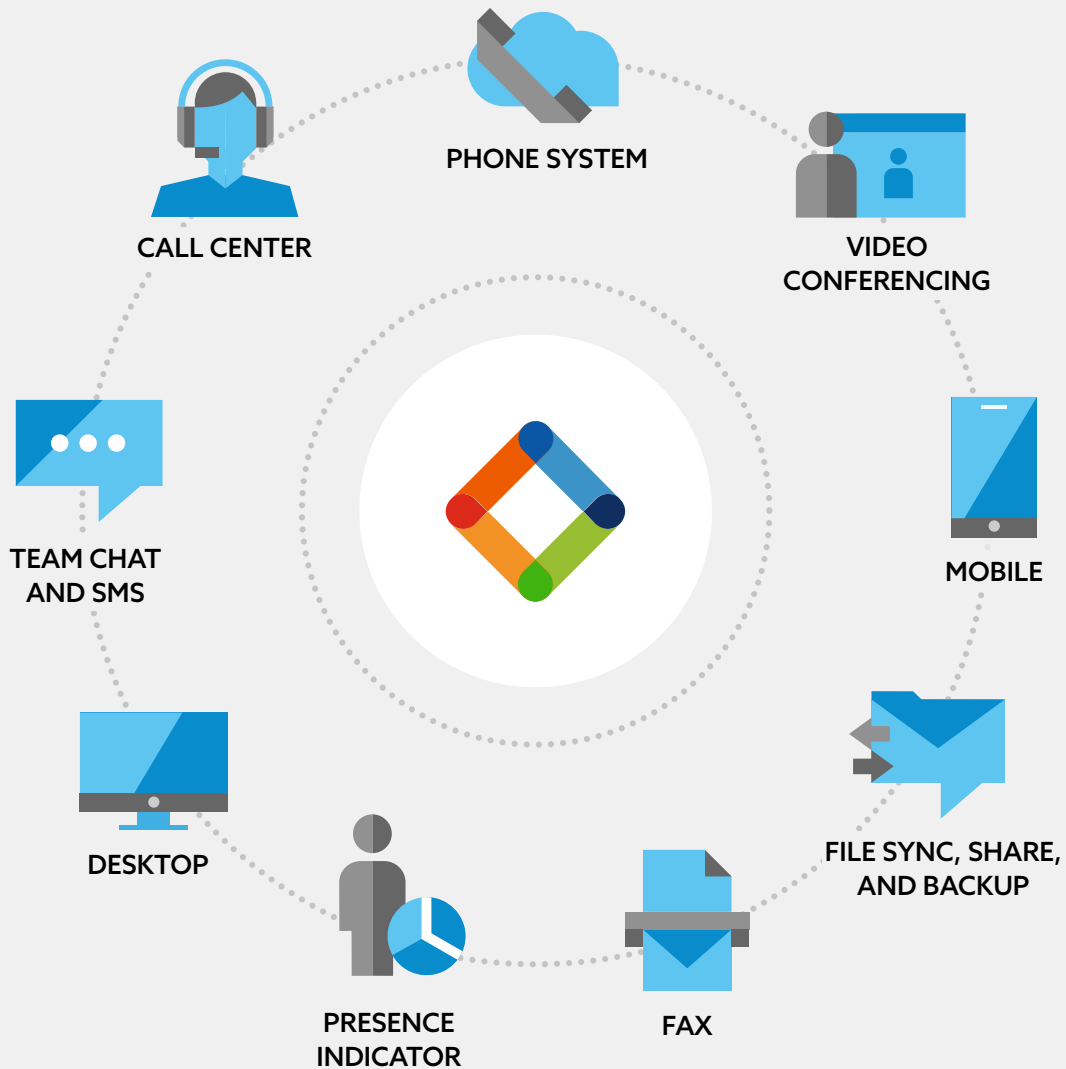 PHONE SYSTEM
CALL CENTER
VIDEO
CONFERENCING
TEAM CHAT
AND SMS
MOBILE
DESKTOP
FILE SYNC, SHARE,
AND BACKUP
PRESENCE
INDICATOR
FAX